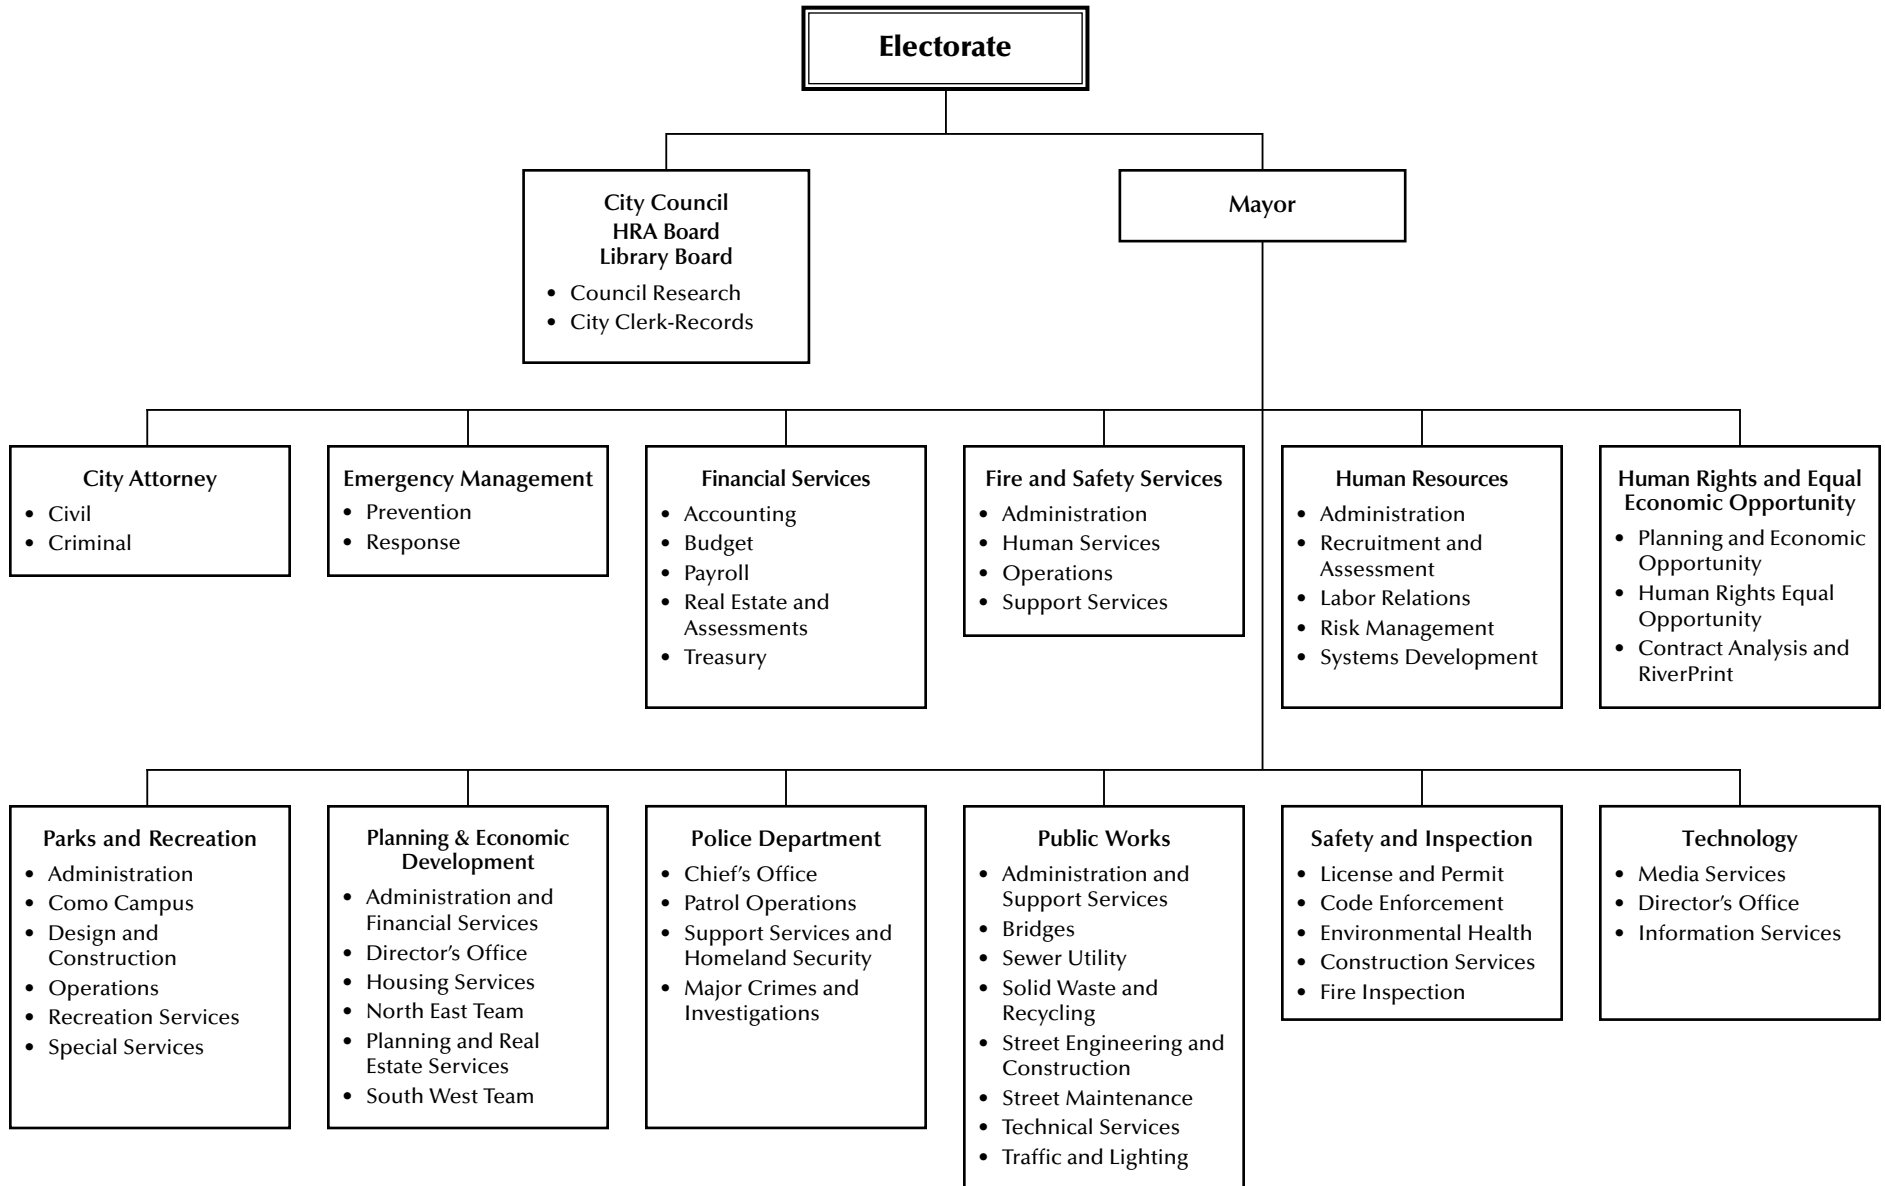 Electorate
City Council
HRA Board
Library Board
• Council Research
• City Clerk-Records
Mayor
City Attorney
• Civil
• Criminal
Emergency Management
• Prevention
• Response
Financial Services
• Accounting
• Budget
• Payroll
• Real Estate and
Assessments
• Treasury
Fire and Safety Services
• Administration
• Human Services
• Operations
• Support Services
Human Resources
• Administration
• Recruitment and
Assessment
• Labor Relations
• Risk Management
• Systems Development
Human Rights and Equal
Economic Opportunity
• Planning and Economic
Opportunity
• Human Rights Equal
Opportunity
• Contract Analysis and
RiverPrint
Parks and Recreation
• Administration
• Como Campus
• Design and
Construction
• Operations
• Recreation Services
• Special Services
Planning & Economic
Development
• Administration and
Financial Services
• Director’s Office
• Housing Services
• North East Team
• Planning and Real
Estate Services
• South West Team
Police Department
• Chief’s Office
• Patrol Operations
• Support Services and
Homeland Security
• Major Crimes and
Investigations
Public Works
• Administration and
Support Services
• Bridges
• Sewer Utility
• Solid Waste and
Recycling
• Street Engineering and
Construction
• Street Maintenance
• Technical Services
• Traffic and Lighting
Safety and Inspection
• License and Permit
• Code Enforcement
• Environmental Health
• Construction Services
• Fire Inspection
Technology
• Media Services
• Director’s Office
• Information Services